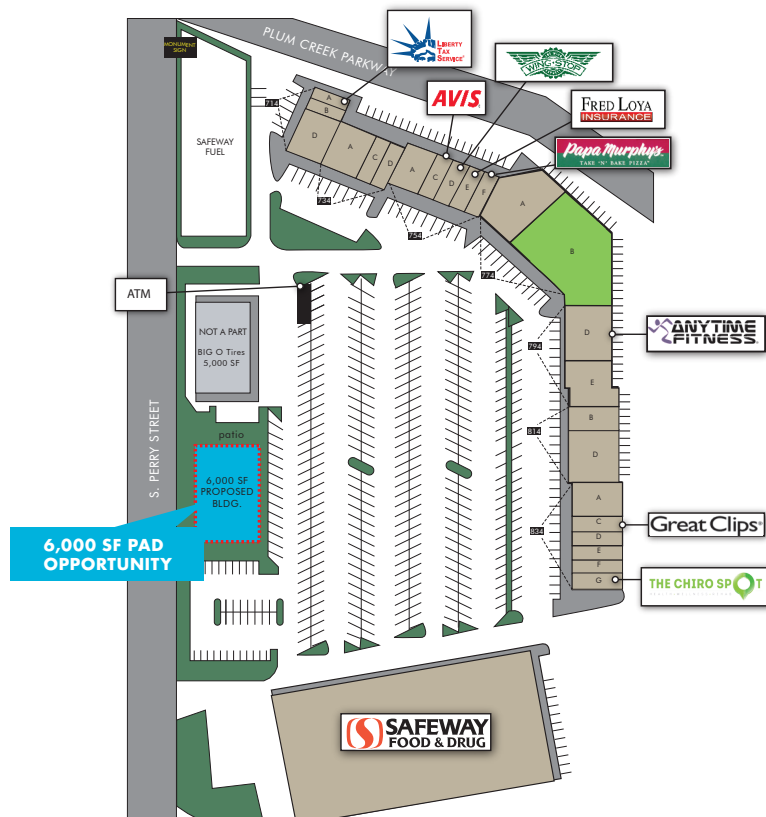 MONUMENT
SIGN
PLUM CREEK PARKWAY
LIBERTY
TAX
SERVICE
WING·STOP
AVIS
FRED LOYA
INSURANCE
Papa Murphy's
TAKE 'N' BAKE PIZZA
SAFEWAY
FUEL
714
A
B
D
A
C
D
A
C
D
E
F
A
B
734
754
774
ATM
NOT A PART
BIG O Tires
5,000 SF
ANYTIME
FITNESS
794
D
E
814
B
D
S. PERRY STREET
patio
6,000 SF
PROPOSED
BLDG.
6,000 SF PAD
OPPORTUNITY
834
A
C
D
E
F
G
Great Clips®
THE CHIRO SPOT
SAFEWAY
FOOD & DRUG